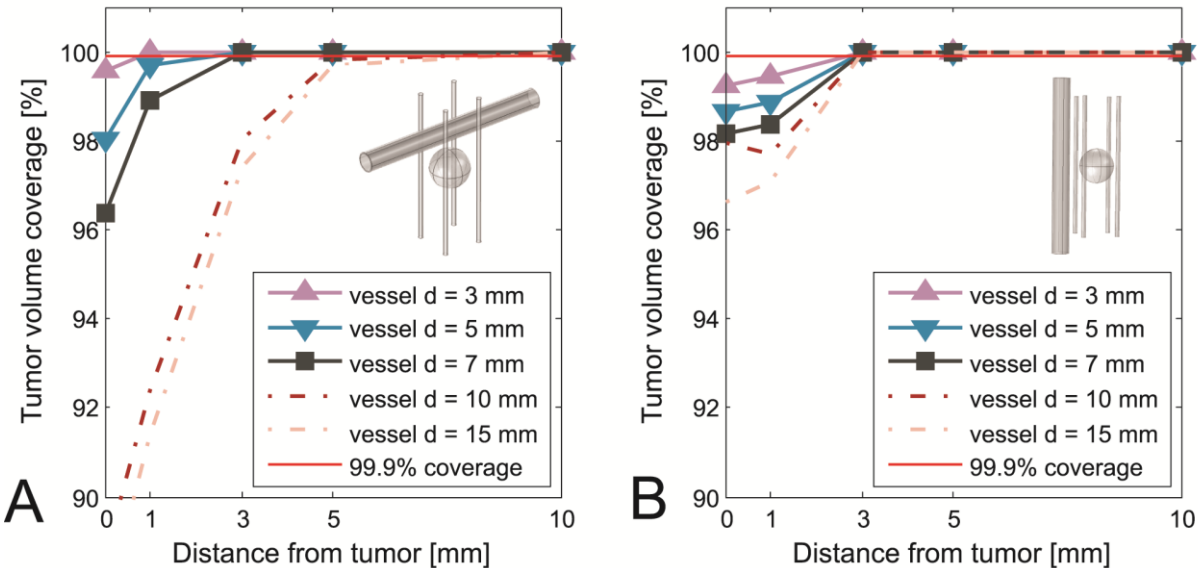 100
98
96
94
92
90
Tumor volume coverage [%]
vessel d = 3 mm
vessel d = 5 mm
vessel d = 7 mm
vessel d = 10 mm
vessel d = 15 mm
99.9% coverage
0 1 3 5 10
Distance from tumor [mm]
A
100
98
96
94
92
90
Tumor volume coverage [%]
vessel d = 3 mm
vessel d = 5 mm
vessel d = 7 mm
vessel d = 10 mm
vessel d = 15 mm
99.9% coverage
0 1 3 5 10
Distance from tumor [mm]
B